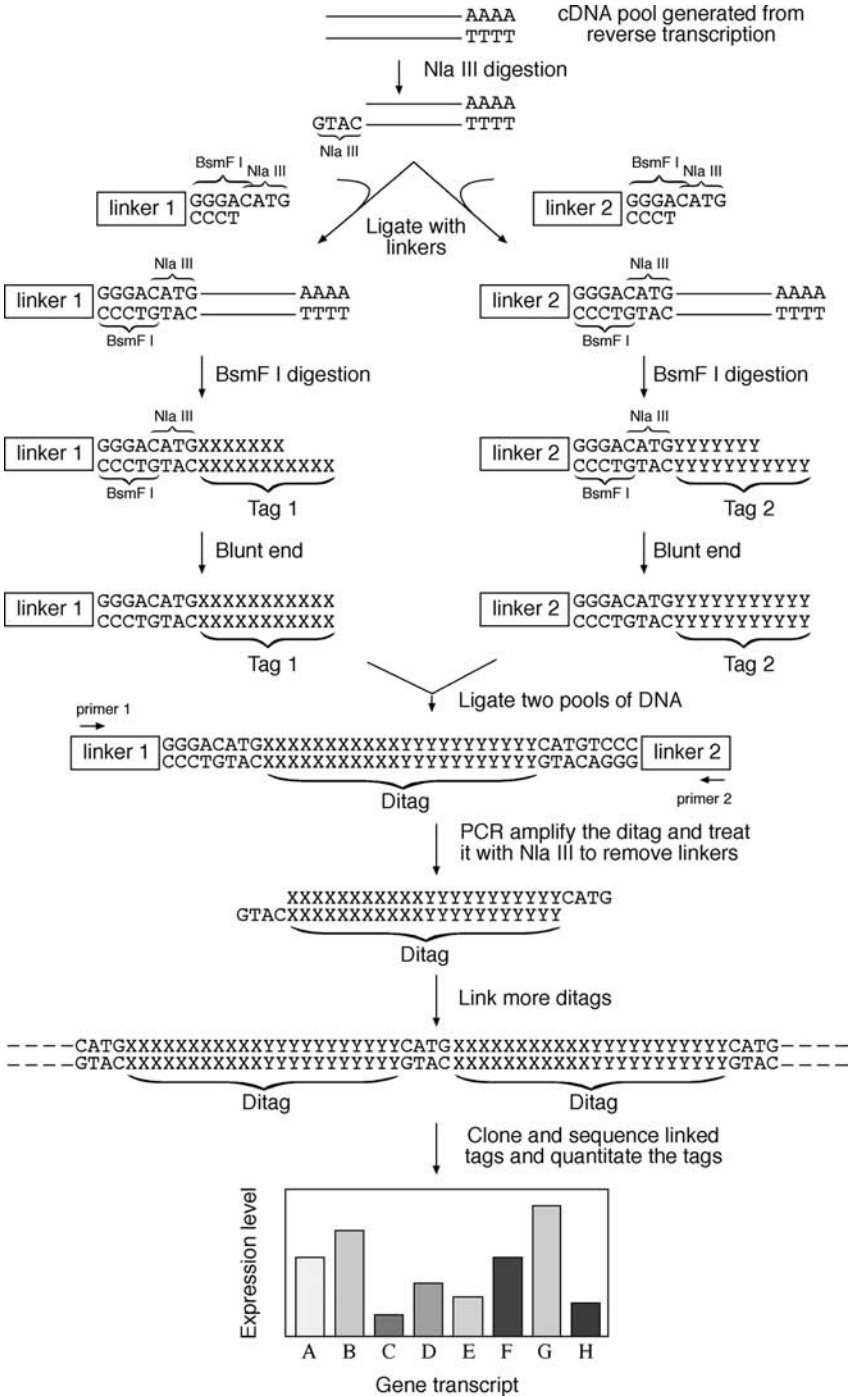 AAAA
TTTT
cDNA pool generated from
reverse transcription
Nla III digestion
AAAA
GTAC TTTT
Nla III
BsmF I Nla III
linker 1 GGGACATG
CCCT
BsmF I Nla III
linker 2 GGGACATG
CCCT
Ligate with
linkers
Nla III
linker 1 GGGACATG AAAA
CCCTGTAC TTTT
BsmF I
Nla III
linker 2 GGGACATG AAAA
CCCTGTAC TTTT
BsmF I
BsmF I digestion
BsmF I digestion
Nla III
linker 1 GGGACATGXXXXXXX
CCCTGTACXXXXXXXXXXX
BsmF I
Tag 1
Nla III
linker 2 GGGACATGYYYYYYY
CCCTGTACYYYYYYYYYYY
BsmF I
Tag 2
Blunt end
Blunt end
linker 1 GGGACATGXXXXXXXXXXX
CCCTGTACXXXXXXXXXXX
Tag 1
linker 2 GGGACATGYYYYYYYYYYY
CCCTGTACYYYYYYYYYYY
Tag 2
Ligate two pools of DNA
primer 1
linker 1 GGGACATGXXXXXXXXXXXYYYYYYYYYYYCATGTCCC linker 2
CCCTGTACXXXXXXXXXXXYYYYYYYYYYYGTACAGGG
Ditag
primer 2
PCR amplify the ditag and treat
it with Nla III to remove linkers
XXXXXXXXXXXYYYYYYYYYYYCATG
GTACXXXXXXXXXXXYYYYYYYYYYY
Ditag
Link more ditags
----CATGXXXXXXXXXXXYYYYYYYYYYYCATGXXXXXXXXXXXYYYYYYYYYYYCATG----
----GTACXXXXXXXXXXXYYYYYYYYYYYGTACXXXXXXXXXXXYYYYYYYYYYYGTAC----
Ditag Ditag
Clone and sequence linked
tags and quantitate the tags
Expression level
A B C D E F G H
Gene transcript